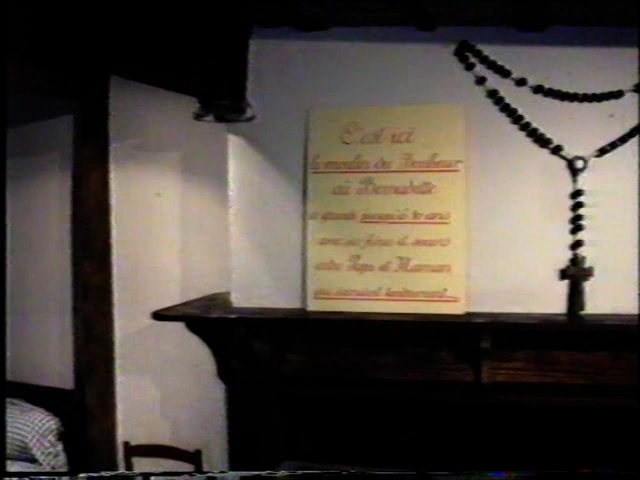 C'est ici
le moulin du Bonheur
où Bernadette
a grandi jusqu'à 10 ans
avec ses frères et soeurs
entre Papa et Maman
qui s'aimaient tendrement...